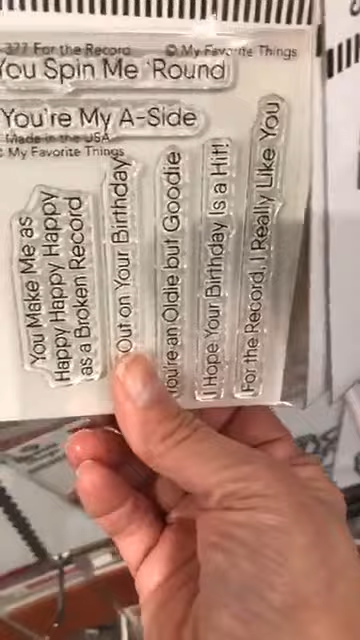 377 For the Record
© My Favorite Things
You Spin Me 'Round
You're My A-Side
Made in the USA
© My Favorite Things
You Make Me as
Happy Happy Happy
as a Broken Record
Out on Your Birthday
You're an Oldie but Goodie
I Hope Your Birthday Is a Hit!
For the Record, I Really Like You